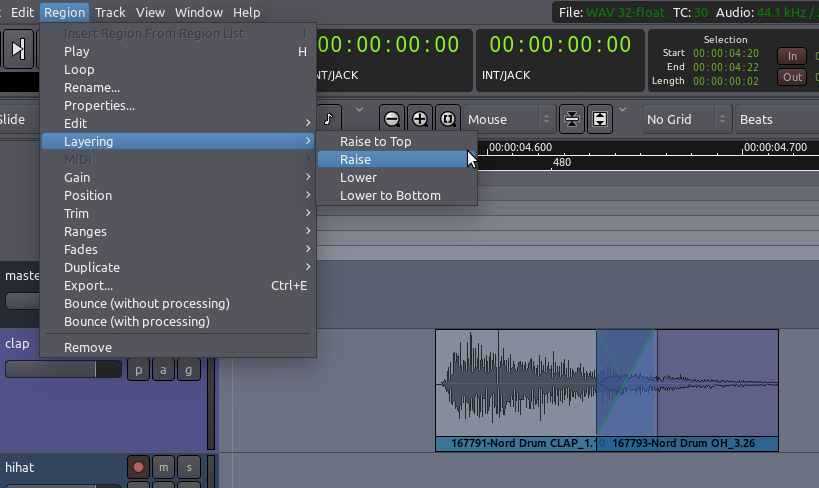 Edit Region Track View Window Help
File: WAV 32-float TC: 30 Audio: 44.1 kHz /
Insert Region From Region List I
Play H
Loop
Rename...
Properties...
Edit
Layering
MIDI
Gain
Position
Trim
Ranges
Fades
Duplicate
Export... Ctrl+E
Bounce (without processing)
Bounce (with processing)
Remove
Raise to Top
Raise
Lower
Lower to Bottom
00:00:00:00
INT/JACK
00:00:00:00
INT/JACK
Selection
Start 00:00:04:20
End 00:00:04:22
Length 00:00:00:02
In
Out
Slide
Mouse
No Grid
Beats
00:00:04.600
00:00:04.700
480
maste
clap
p a g
167791-Nord Drum CLAP_1.1
167793-Nord Drum OH_3.26
hihat
m s